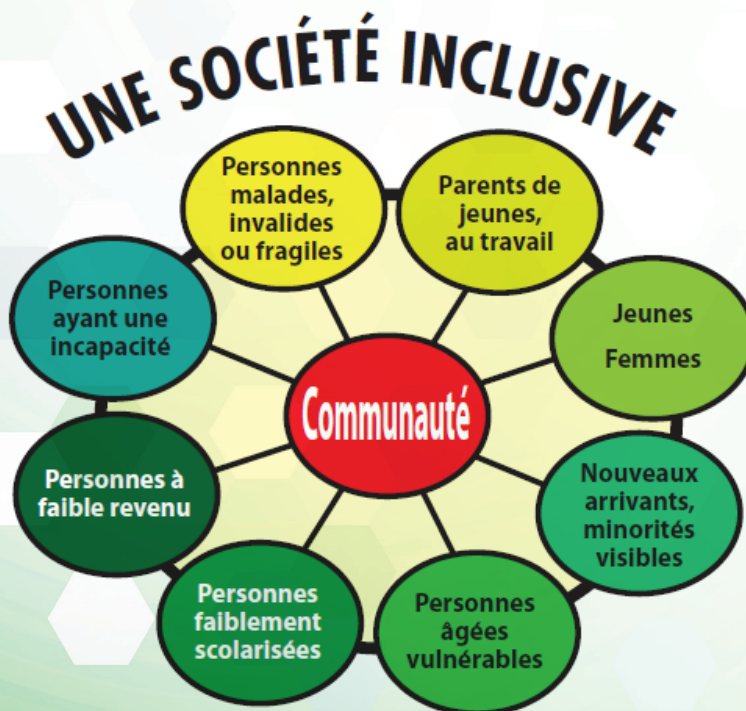 UNE SOCIÉTÉ INCLUSIVE
Personnes
malades,
invalides
ou fragiles
Parents de
jeunes,
au travail
Jeunes
Femmes
Nouveaux
arrivants,
minorités
visibles
Personnes
âgées
vulnérables
Personnes
faiblement
scolarisées
Personnes à
faible revenu
Personnes
ayant une
incapacité
Communauté